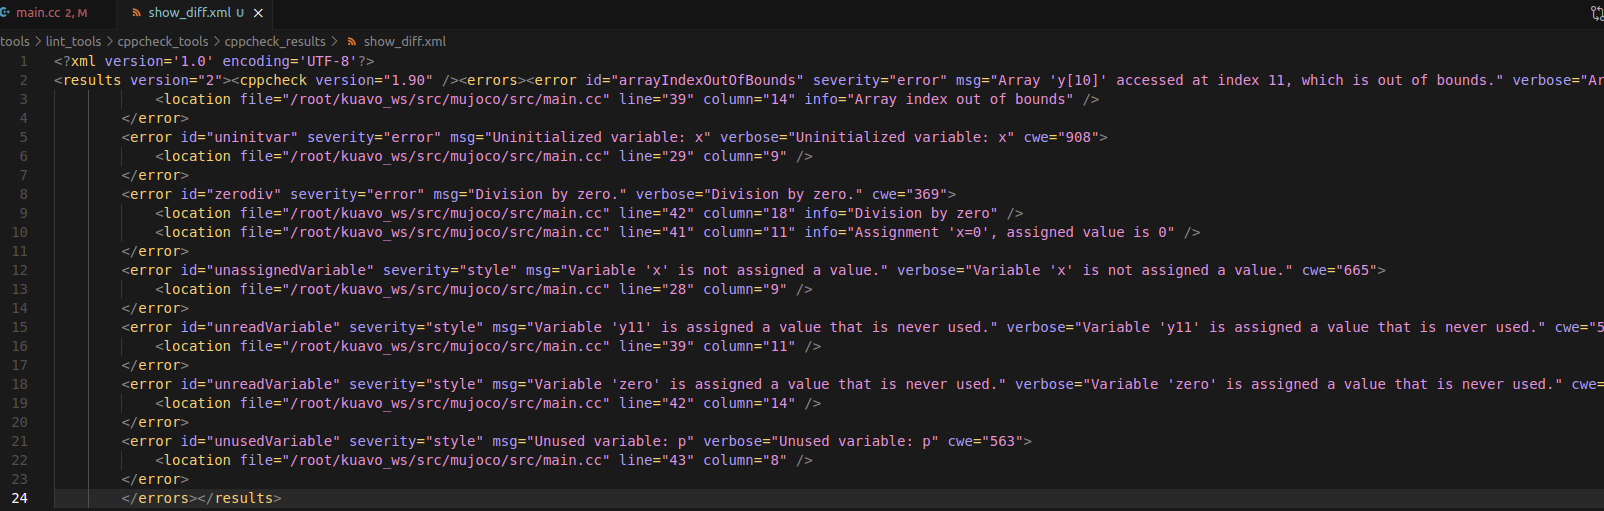 main.cc 2, M show_diff.xml U
tools > lint_tools > cppcheck_tools > cppcheck_results > show_diff.xml
1 <?xml version='1.0' encoding='UTF-8'?>
2 <results version="2"><cppcheck version="1.90" /><errors><error id="arrayIndexOutOfBounds" severity="error" msg="Array 'y[10]' accessed at index 11, which is out of bounds." verbose="Ar
3 <location file="/root/kuavo_ws/src/mujoco/src/main.cc" line="39" column="14" info="Array index out of bounds" />
4 </error>
5 <error id="uninitvar" severity="error" msg="Uninitialized variable: x" verbose="Uninitialized variable: x" cwe="908">
6 <location file="/root/kuavo_ws/src/mujoco/src/main.cc" line="29" column="9" />
7 </error>
8 <error id="zerodiv" severity="error" msg="Division by zero." verbose="Division by zero." cwe="369">
9 <location file="/root/kuavo_ws/src/mujoco/src/main.cc" line="42" column="18" info="Division by zero" />
10 <location file="/root/kuavo_ws/src/mujoco/src/main.cc" line="41" column="11" info="Assignment 'x=0', assigned value is 0" />
11 </error>
12 <error id="unassignedVariable" severity="style" msg="Variable 'x' is not assigned a value." verbose="Variable 'x' is not assigned a value." cwe="665">
13 <location file="/root/kuavo_ws/src/mujoco/src/main.cc" line="28" column="9" />
14 </error>
15 <error id="unreadVariable" severity="style" msg="Variable 'y11' is assigned a value that is never used." verbose="Variable 'y11' is assigned a value that is never used." cwe="5
16 <location file="/root/kuavo_ws/src/mujoco/src/main.cc" line="39" column="11" />
17 </error>
18 <error id="unreadVariable" severity="style" msg="Variable 'zero' is assigned a value that is never used." verbose="Variable 'zero' is assigned a value that is never used." cwe=
19 <location file="/root/kuavo_ws/src/mujoco/src/main.cc" line="42" column="14" />
20 </error>
21 <error id="unusedVariable" severity="style" msg="Unused variable: p" verbose="Unused variable: p" cwe="563">
22 <location file="/root/kuavo_ws/src/mujoco/src/main.cc" line="43" column="8" />
23 </error>
24 </errors></results>